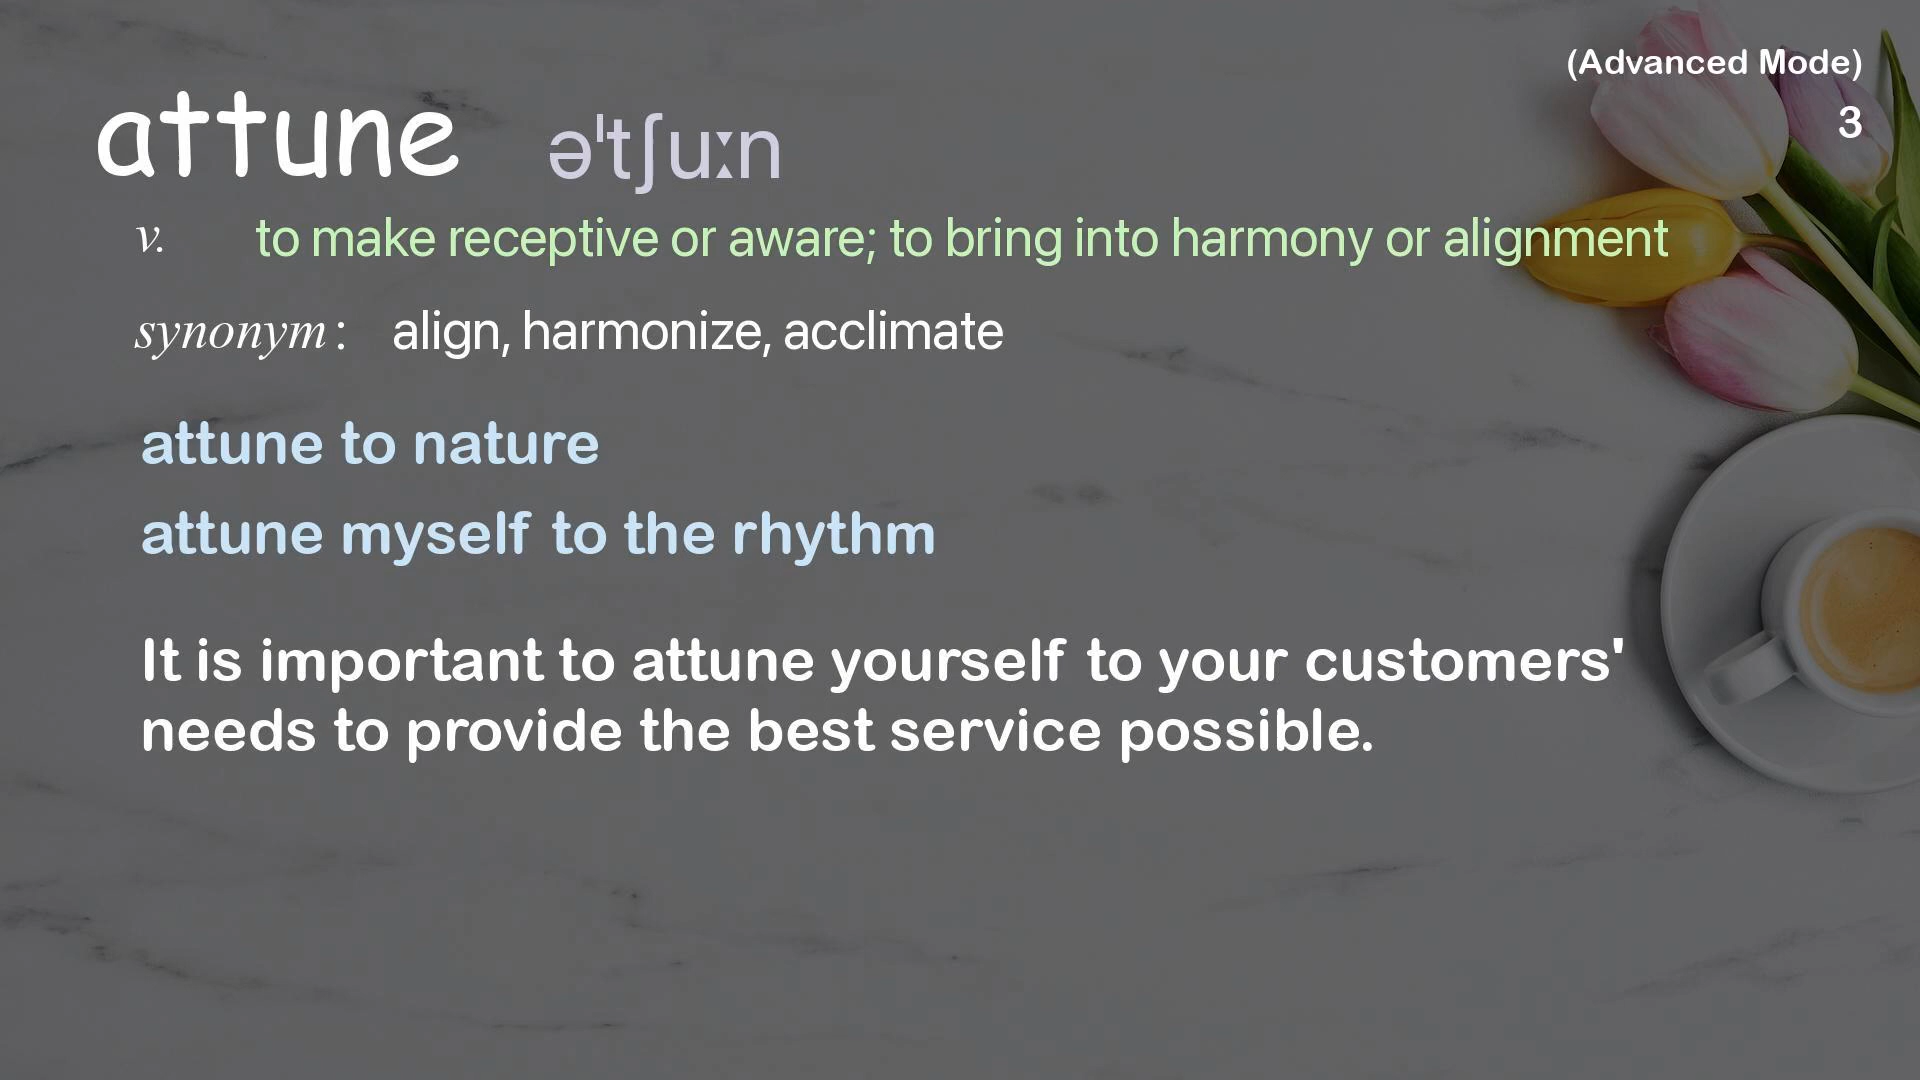 (Advanced Mode)
attune əˈtʃuːn
3
v. to make receptive or aware; to bring into harmony or alignment
synonym: align, harmonize, acclimate
attune to nature
attune myself to the rhythm
It is important to attune yourself to your customers'
needs to provide the best service possible.